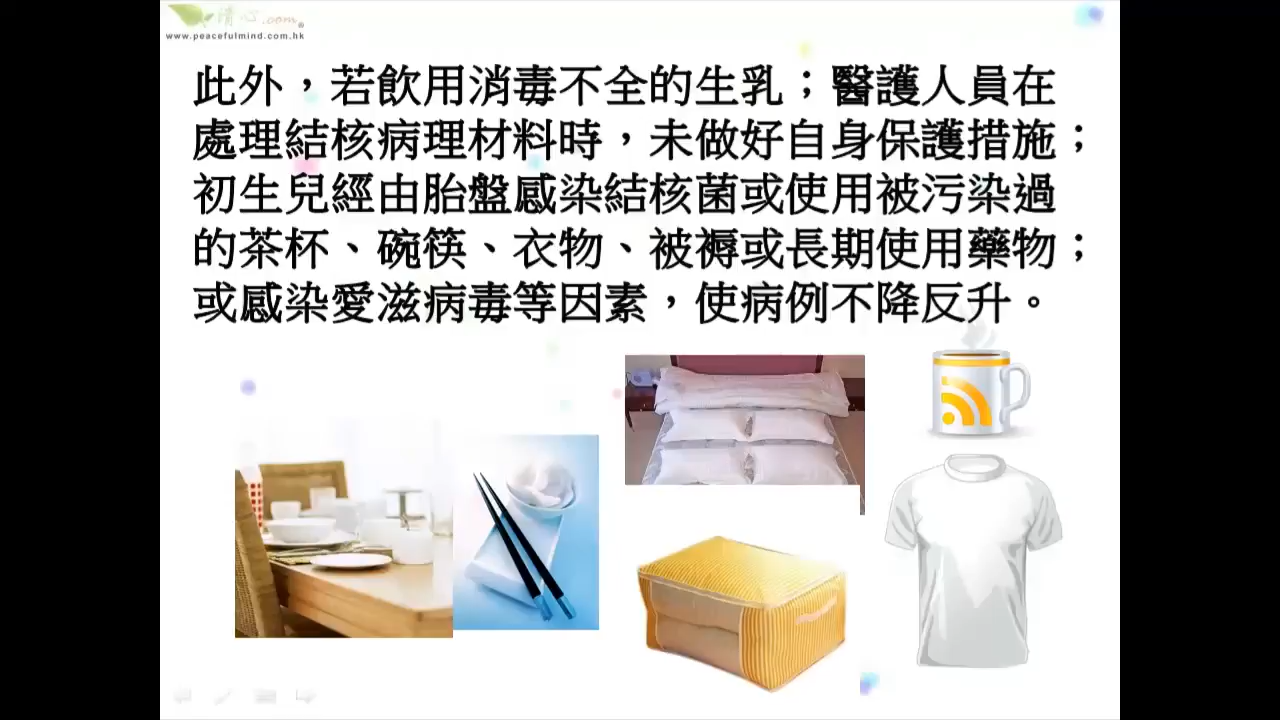 清心.com
www.peacefulmind.com.hk
此外，若飲用消毒不全的生乳；醫護人員在
處理結核病理材料時，未做好自身保護措施；
初生兒經由胎盤感染結核菌或使用被污染過
的茶杯、碗筷、衣物、被褥或長期使用藥物；
或感染愛滋病毒等因素，使病例不降反升。